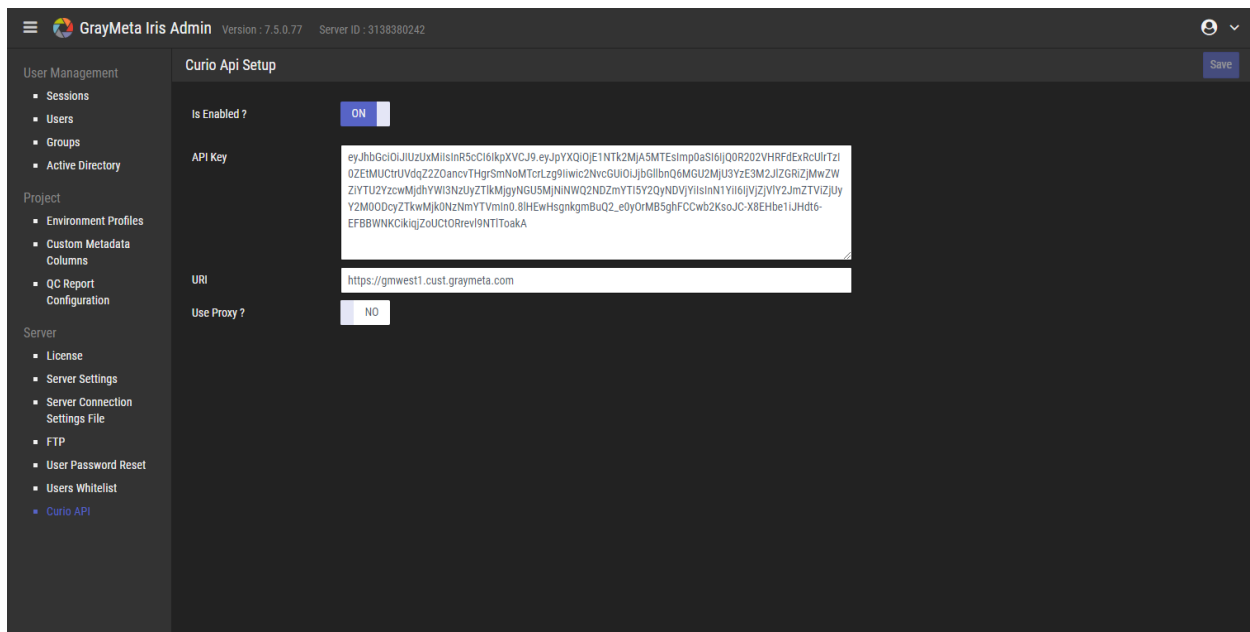 GrayMeta Iris Admin Version : 7.5.0.77 Server ID : 3138380242
User Management
Sessions
Users
Groups
Active Directory
Project
Environment Profiles
Custom Metadata
Columns
QC Report
Configuration
Server
License
Server Settings
Server Connection
Settings File
FTP
User Password Reset
Users Whitelist
Curio API
Curio Api Setup
Save
Is Enabled ?
ON
API Key
URI
https://gmwest1.cust.graymeta.com
Use Proxy ?
NO